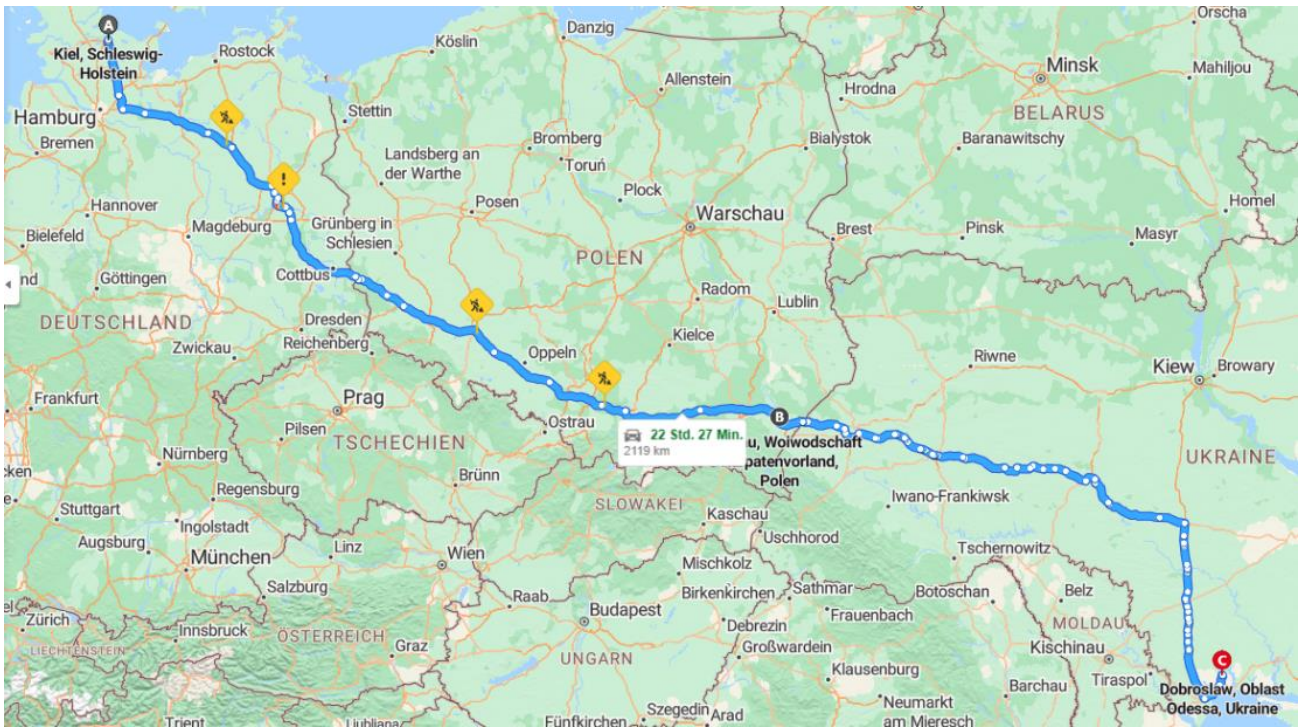 Orscha
Danzig
Köslin
A
Kiel, Schleswig-
Holstein
Rostock
Minsk
Mahiljou
Allenstein
Hrodna
Hamburg
Stettin
BELARUS
Bremen
Bromberg
Bialystok
Baranawitschy
Landsberg an
der Warthe
Toruń
Plock
Hannover
Posen
Warschau
Homel
Magdeburg
Grünberg in
Schlesien
Brest
Pinsk
Masyr
Bielefeld
POLEN
Göttingen
Cottbus
Radom
Lublin
DEUTSCHLAND
Dresden
Reichenberg
Kielce
Zwickau
Oppeln
Riwne
Kiew
Browary
Frankfurt
Prag
Ostrau
B
22 Std. 27 Min.
2119 km
u, Woiwodschaft
patenvorland,
Polen
Pilsen
TSCHECHIEN
UKRAINE
Nürnberg
Brünn
Iwano-Frankiwsk
Regensburg
SLOWAKEI
Stuttgart
Ingolstadt
Kaschau
Uschhorod
Augsburg
München
Linz
Wien
Tschernowitz
Mischkolz
Salzburg
Raab
Birkenkirchen
Sathmar
Botoschan
Belz
Zürich
Budapest
Debrezin
Frauenbach
MOLDAU
Innsbruck
ÖSTERREICH
LIECHTENSTEIN
Graz
Großwardein
Kischinau
C
UNGARN
Klausenburg
Tiraspol
Dobroslaw, Oblast
Odessa, Ukraine
Barchau
Neumarkt
am Mieresch
Trient
Ljubljana
Fünfkirchen
Szegedin
Arad